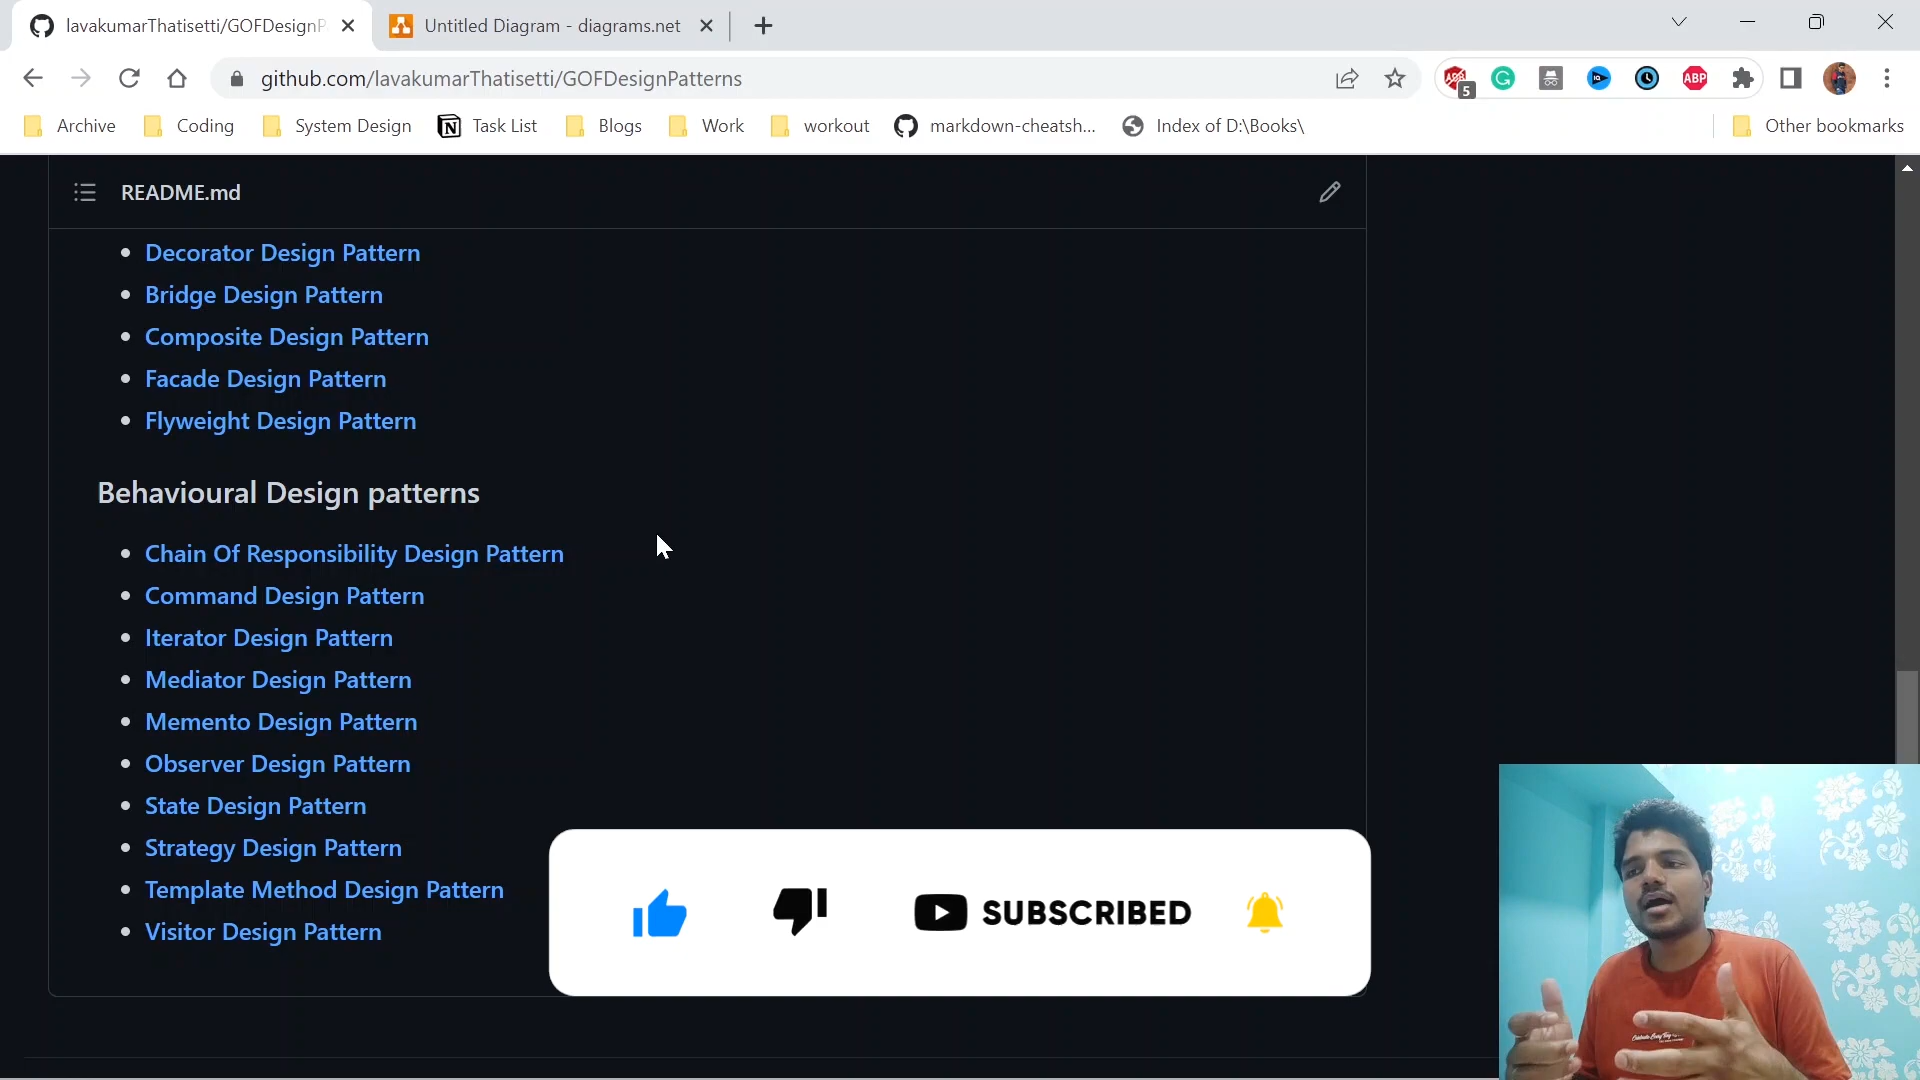 lavakumarThatisetti/GOFDesignP
Untitled Diagram - diagrams.net
github.com/lavakumarThatisetti/GOFDesignPatterns
5
ABP
Archive
Coding
System Design
Task List
Blogs
Work
workout
markdown-cheatsh...
Index of D:\Books\
Other bookmarks
README.md
Decorator Design Pattern
Bridge Design Pattern
Composite Design Pattern
Facade Design Pattern
Flyweight Design Pattern
Behavioural Design patterns
Chain Of Responsibility Design Pattern
Command Design Pattern
Iterator Design Pattern
Mediator Design Pattern
Memento Design Pattern
Observer Design Pattern
State Design Pattern
Strategy Design Pattern
Template Method Design Pattern
Visitor Design Pattern
SUBSCRIBED